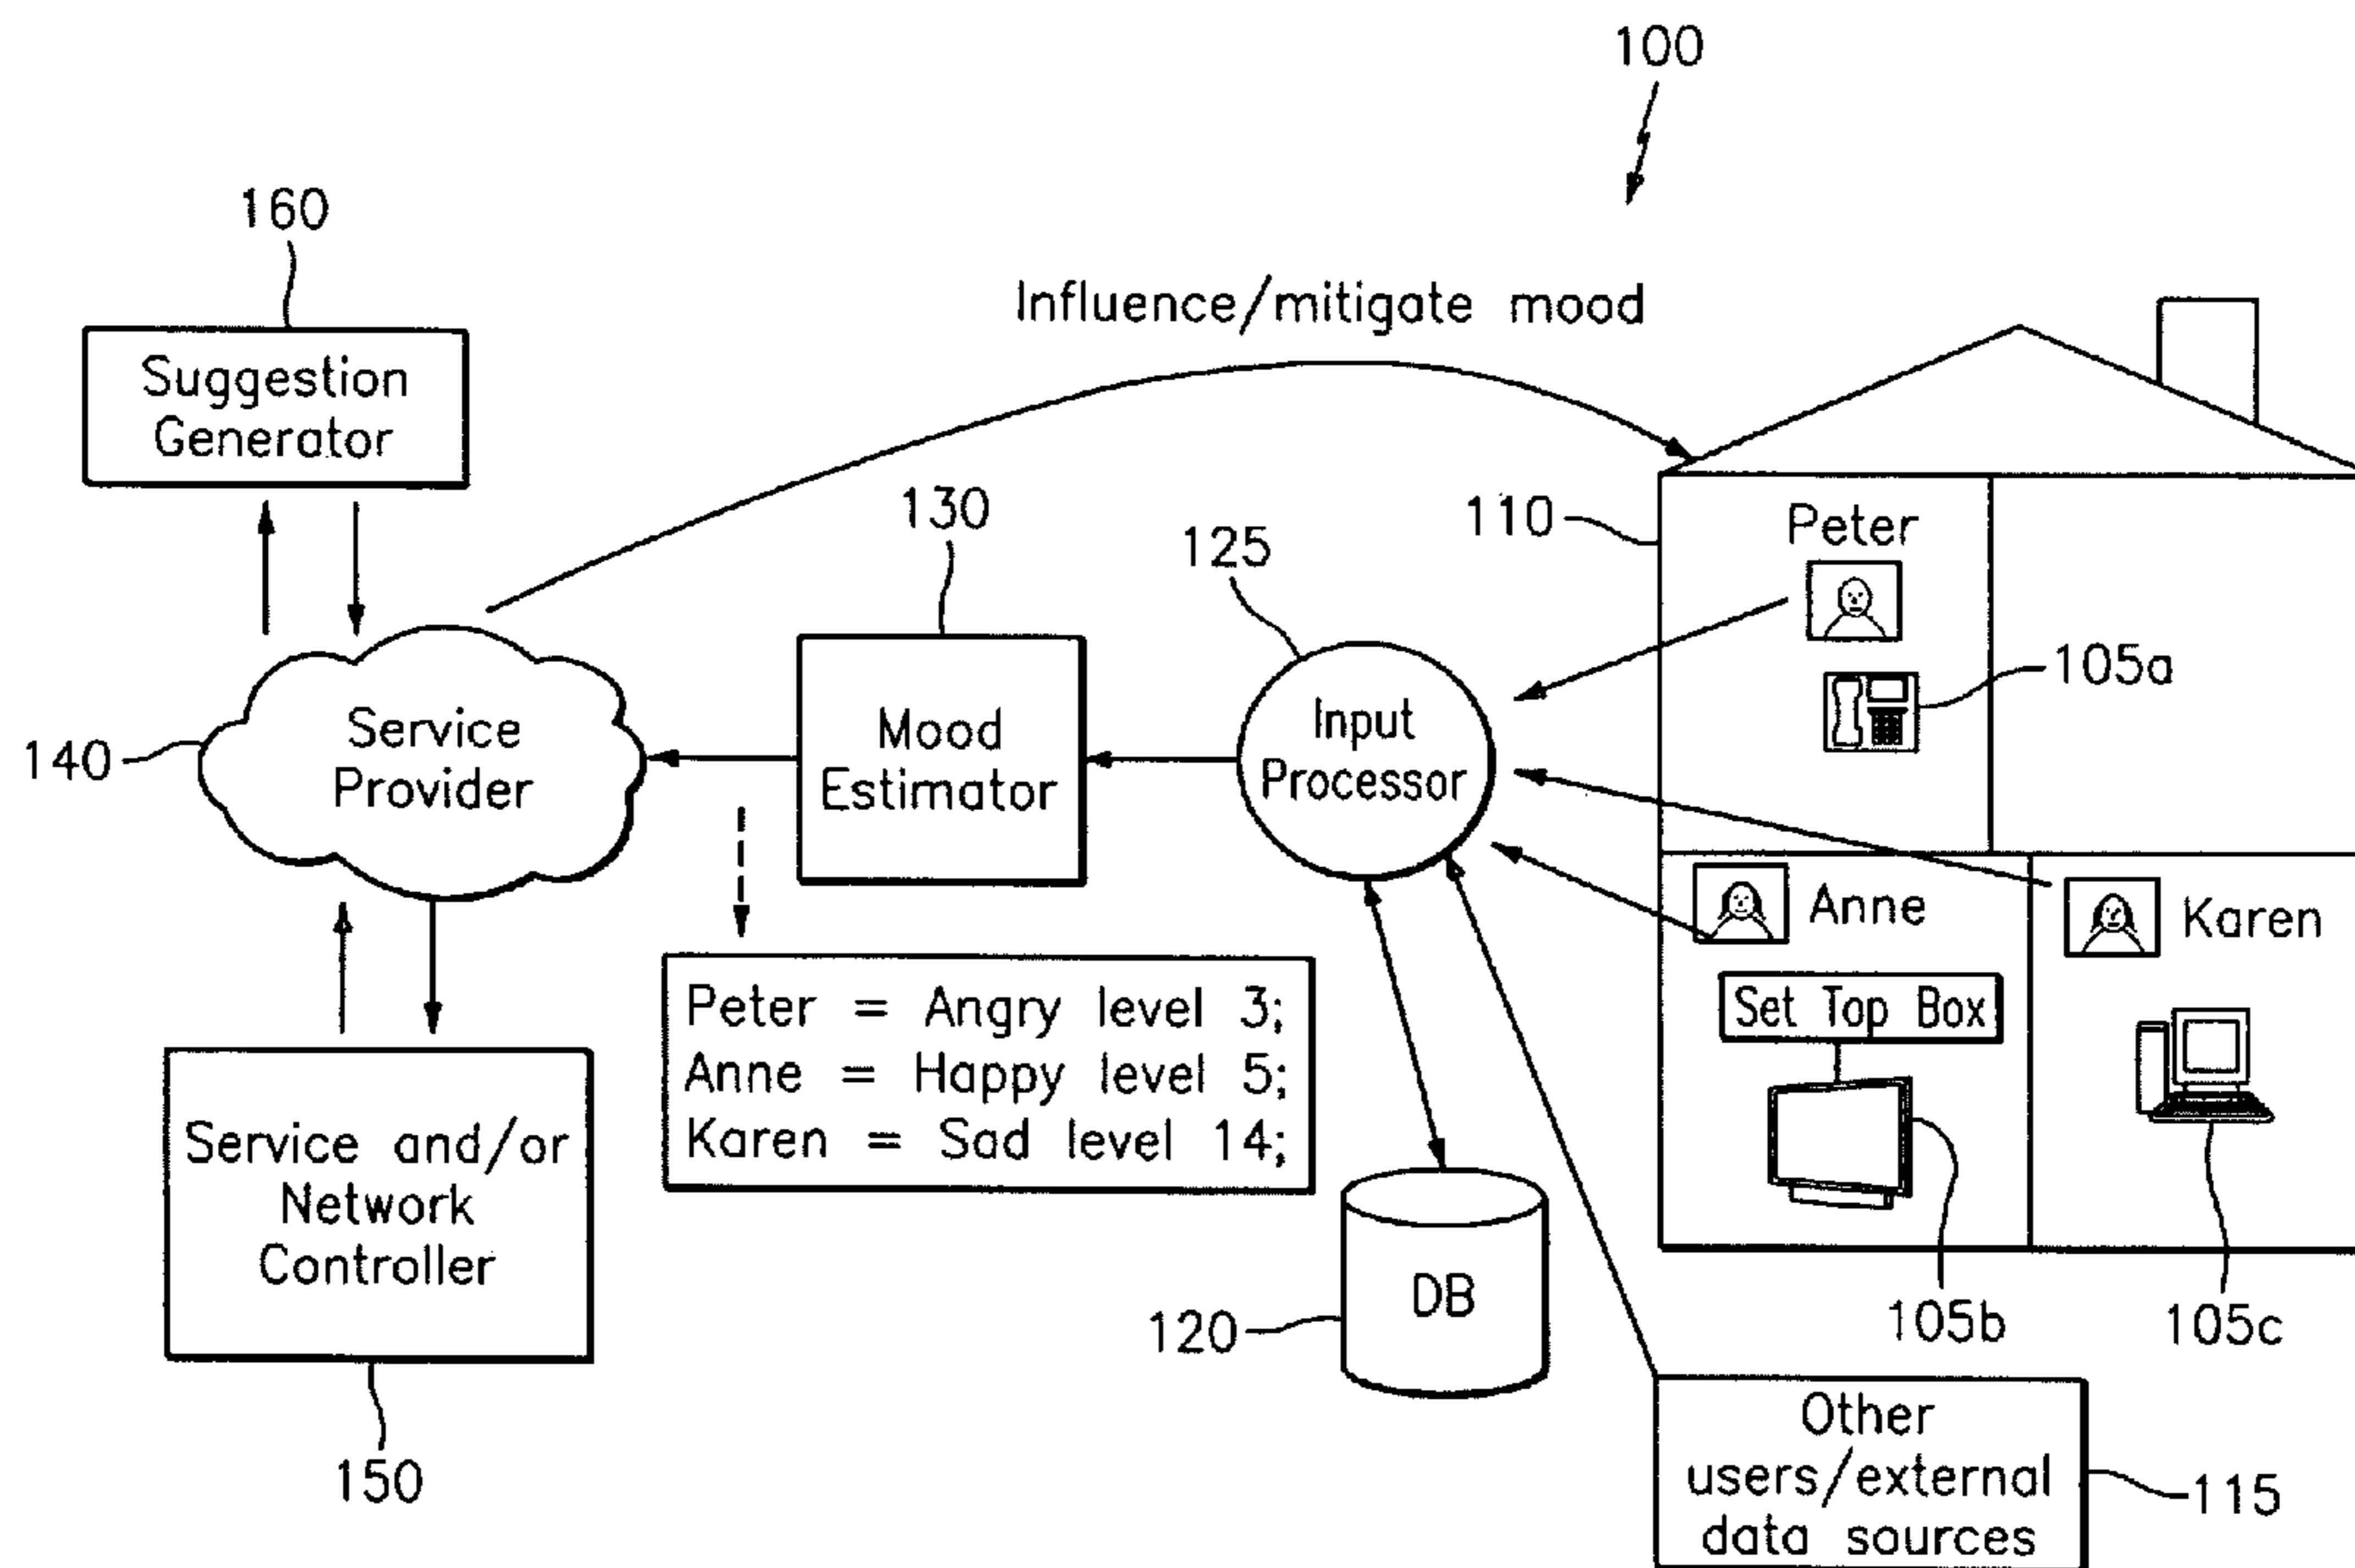 100
160
Influence/mitigate mood
Suggestion
Generator
130
125
110
Peter
105a
140
Service
Provider
Mood
Estimator
Input
Processor
Anne
Karen
Set Top Box
Peter = Angry level 3;
Anne = Happy level 5;
Karen = Sad level 14;
Service and/or
Network
Controller
150
120
DB
105b
105c
Other
users/external
data sources
115